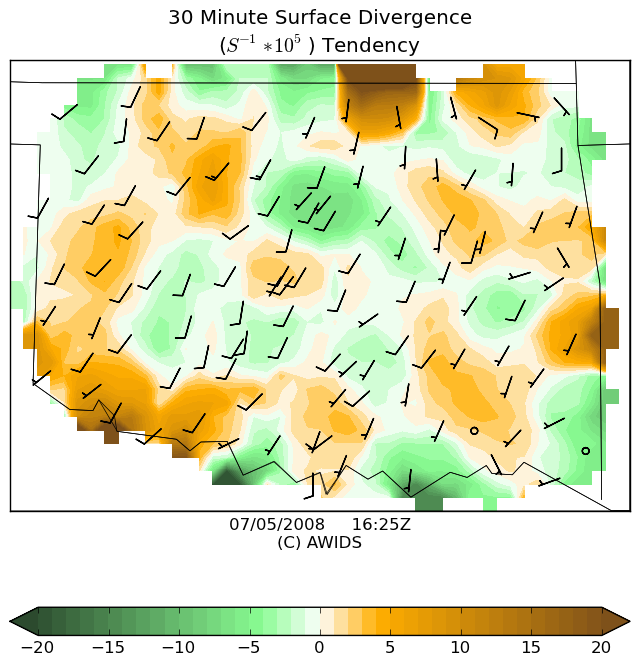 30 Minute Surface Divergence
(S⁻¹ ∗10⁵ ) Tendency
07/05/2008 16:25Z
(C) AWIDS
−20 −15 −10 −5 0 5 10 15 20